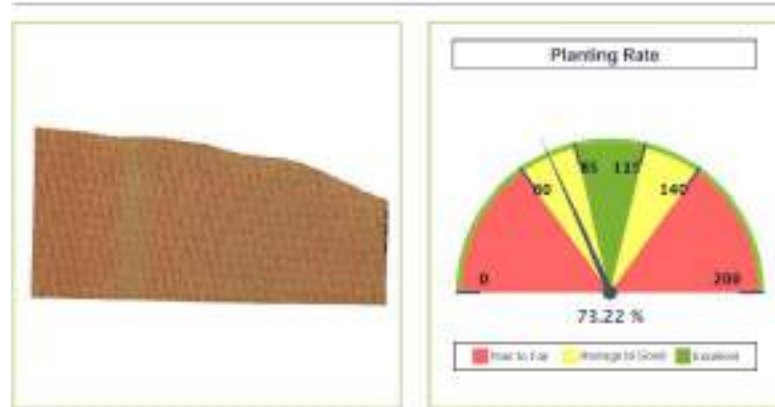 Planting Rate
60 85 115 140
0 200
73.22 %
Poor to Fair Average to Good Excellent